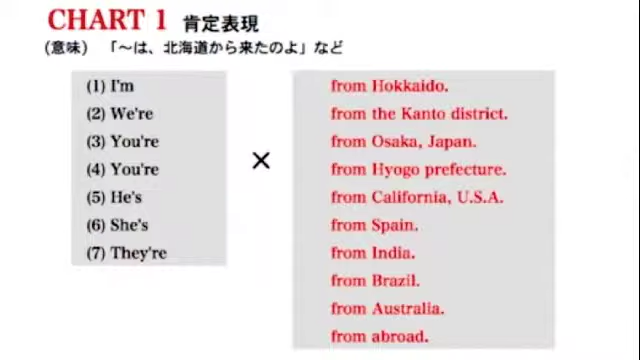 CHART 1 肯定表現
(意味) 「〜は、北海道から来たのよ」など
(1) I'm
(2) We're
(3) You're
(4) You're
(5) He's
(6) She's
(7) They're
×
from Hokkaido.
from the Kanto district.
from Osaka, Japan.
from Hyogo prefecture.
from California, U.S.A.
from Spain.
from India.
from Brazil.
from Australia.
from abroad.